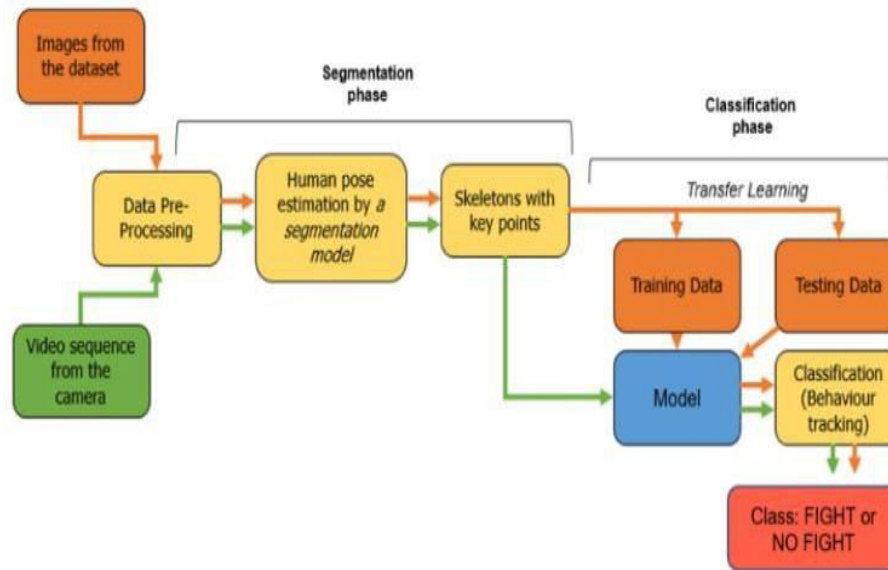 Images from
the dataset
Segmentation
phase
Classification
phase
Data Pre-
Processing
Human pose
estimation by a
segmentation
model
Skeletons with
key points
Transfer Learning
Training Data
Testing Data
Video sequence
from the
camera
Model
Classification
(Behaviour
tracking)
Class: FIGHT or
NO FIGHT